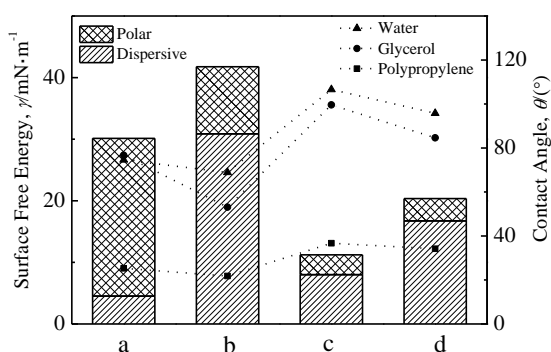 Polar
Dispersive
Water
Glycerol
Polypropylene
Surface Free Energy, γ/mN·m⁻¹
40
20
0
Contact Angle, θ/(°)
120
80
40
0
a
b
c
d